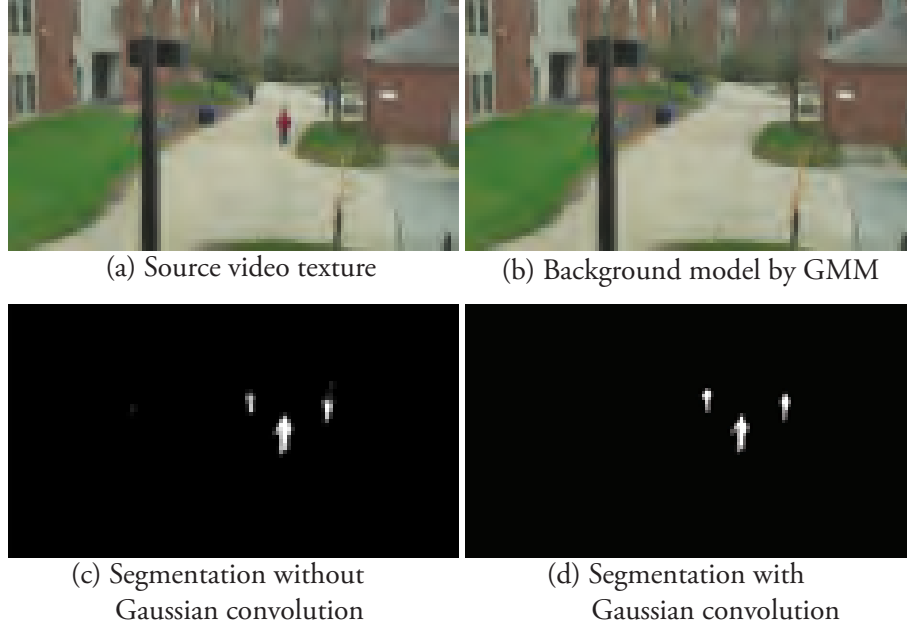 (a) Source video texture
(b) Background model by GMM
(c) Segmentation without
Gaussian convolution
(d) Segmentation with
Gaussian convolution